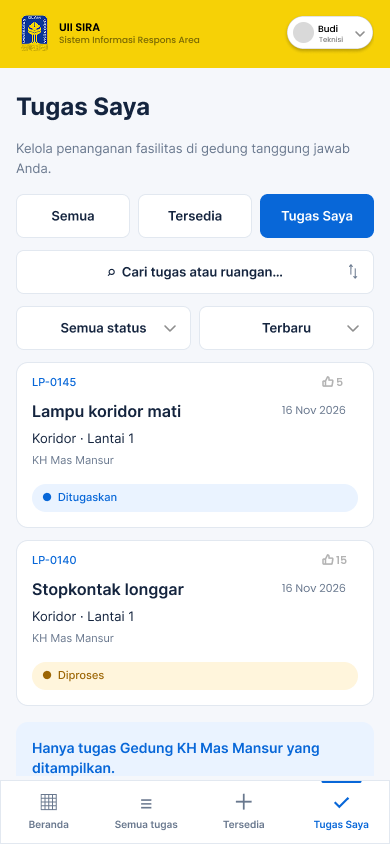 UII SIRA
Sistem Informasi Respons Area
Budi
Teknisi
Tugas Saya
Kelola penanganan fasilitas di gedung tanggung jawab
Anda.
Semua
Tersedia
Tugas Saya
Cari tugas atau ruangan...
Semua status
Terbaru
LP-0145
5
Lampu koridor mati
16 Nov 2026
Koridor · Lantai 1
KH Mas Mansur
Ditugaskan
LP-0140
15
Stopkontak longgar
16 Nov 2026
Koridor · Lantai 1
KH Mas Mansur
Diproses
Hanya tugas Gedung KH Mas Mansur yang
ditampilkan.
Beranda
Semua tugas
Tersedia
Tugas Saya